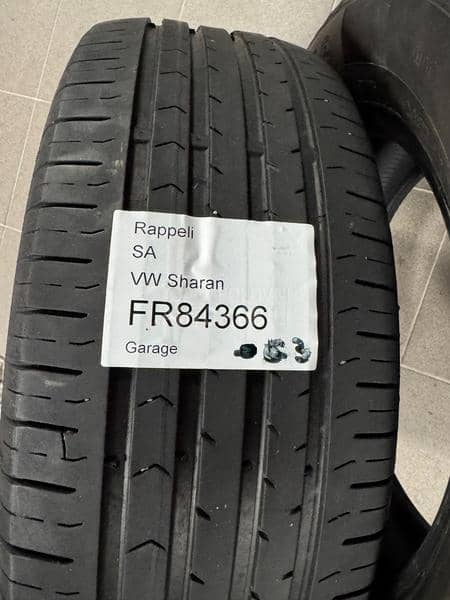 Rappeli
SA
VW Sharan
FR84366
Garage